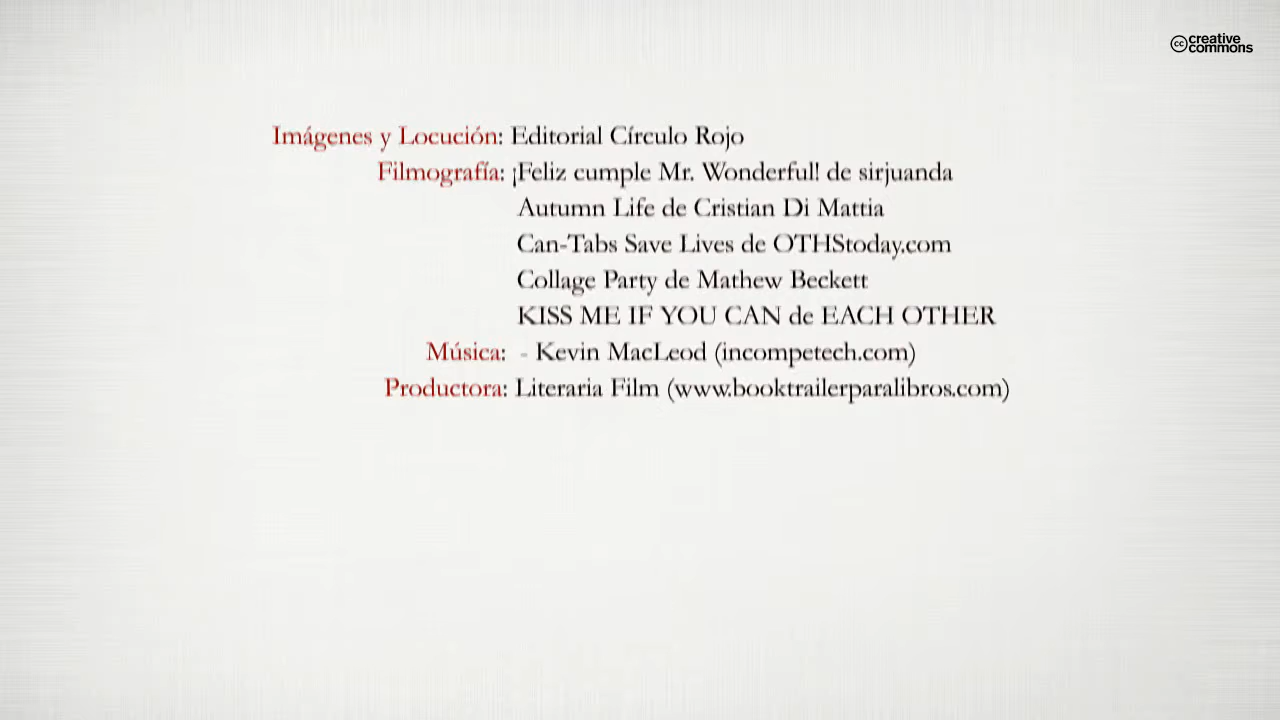 cc creative
commons
Imágenes y Locución: Editorial Círculo Rojo
Filmografía: ¡Feliz cumple Mr. Wonderful! de sirjuanda
Autumn Life de Cristian Di Mattia
Can-Tabs Save Lives de OTHStoday.com
Collage Party de Mathew Beckett
KISS ME IF YOU CAN de EACH OTHER
Música: - Kevin MacLeod (incompetech.com)
Productora: Literaria Film (www.booktrailerparalibros.com)